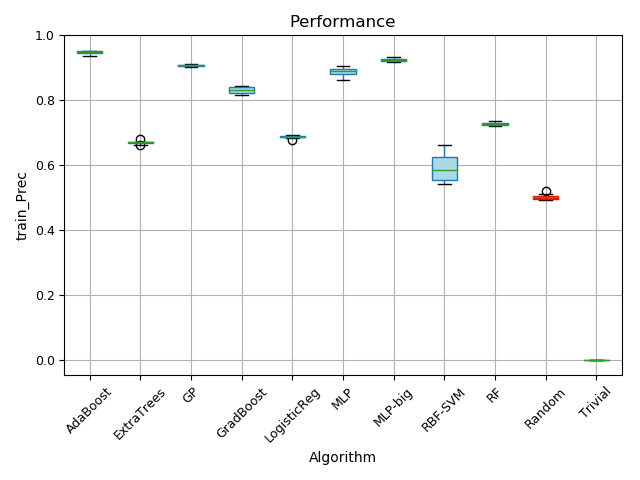 Performance
train_Prec
1.0
0.8
0.6
0.4
0.2
0.0
AdaBoost
ExtraTrees
GP
GradBoost
LogisticReg
MLP
MLP-big
RBF-SVM
RF
Random
Trivial
Algorithm